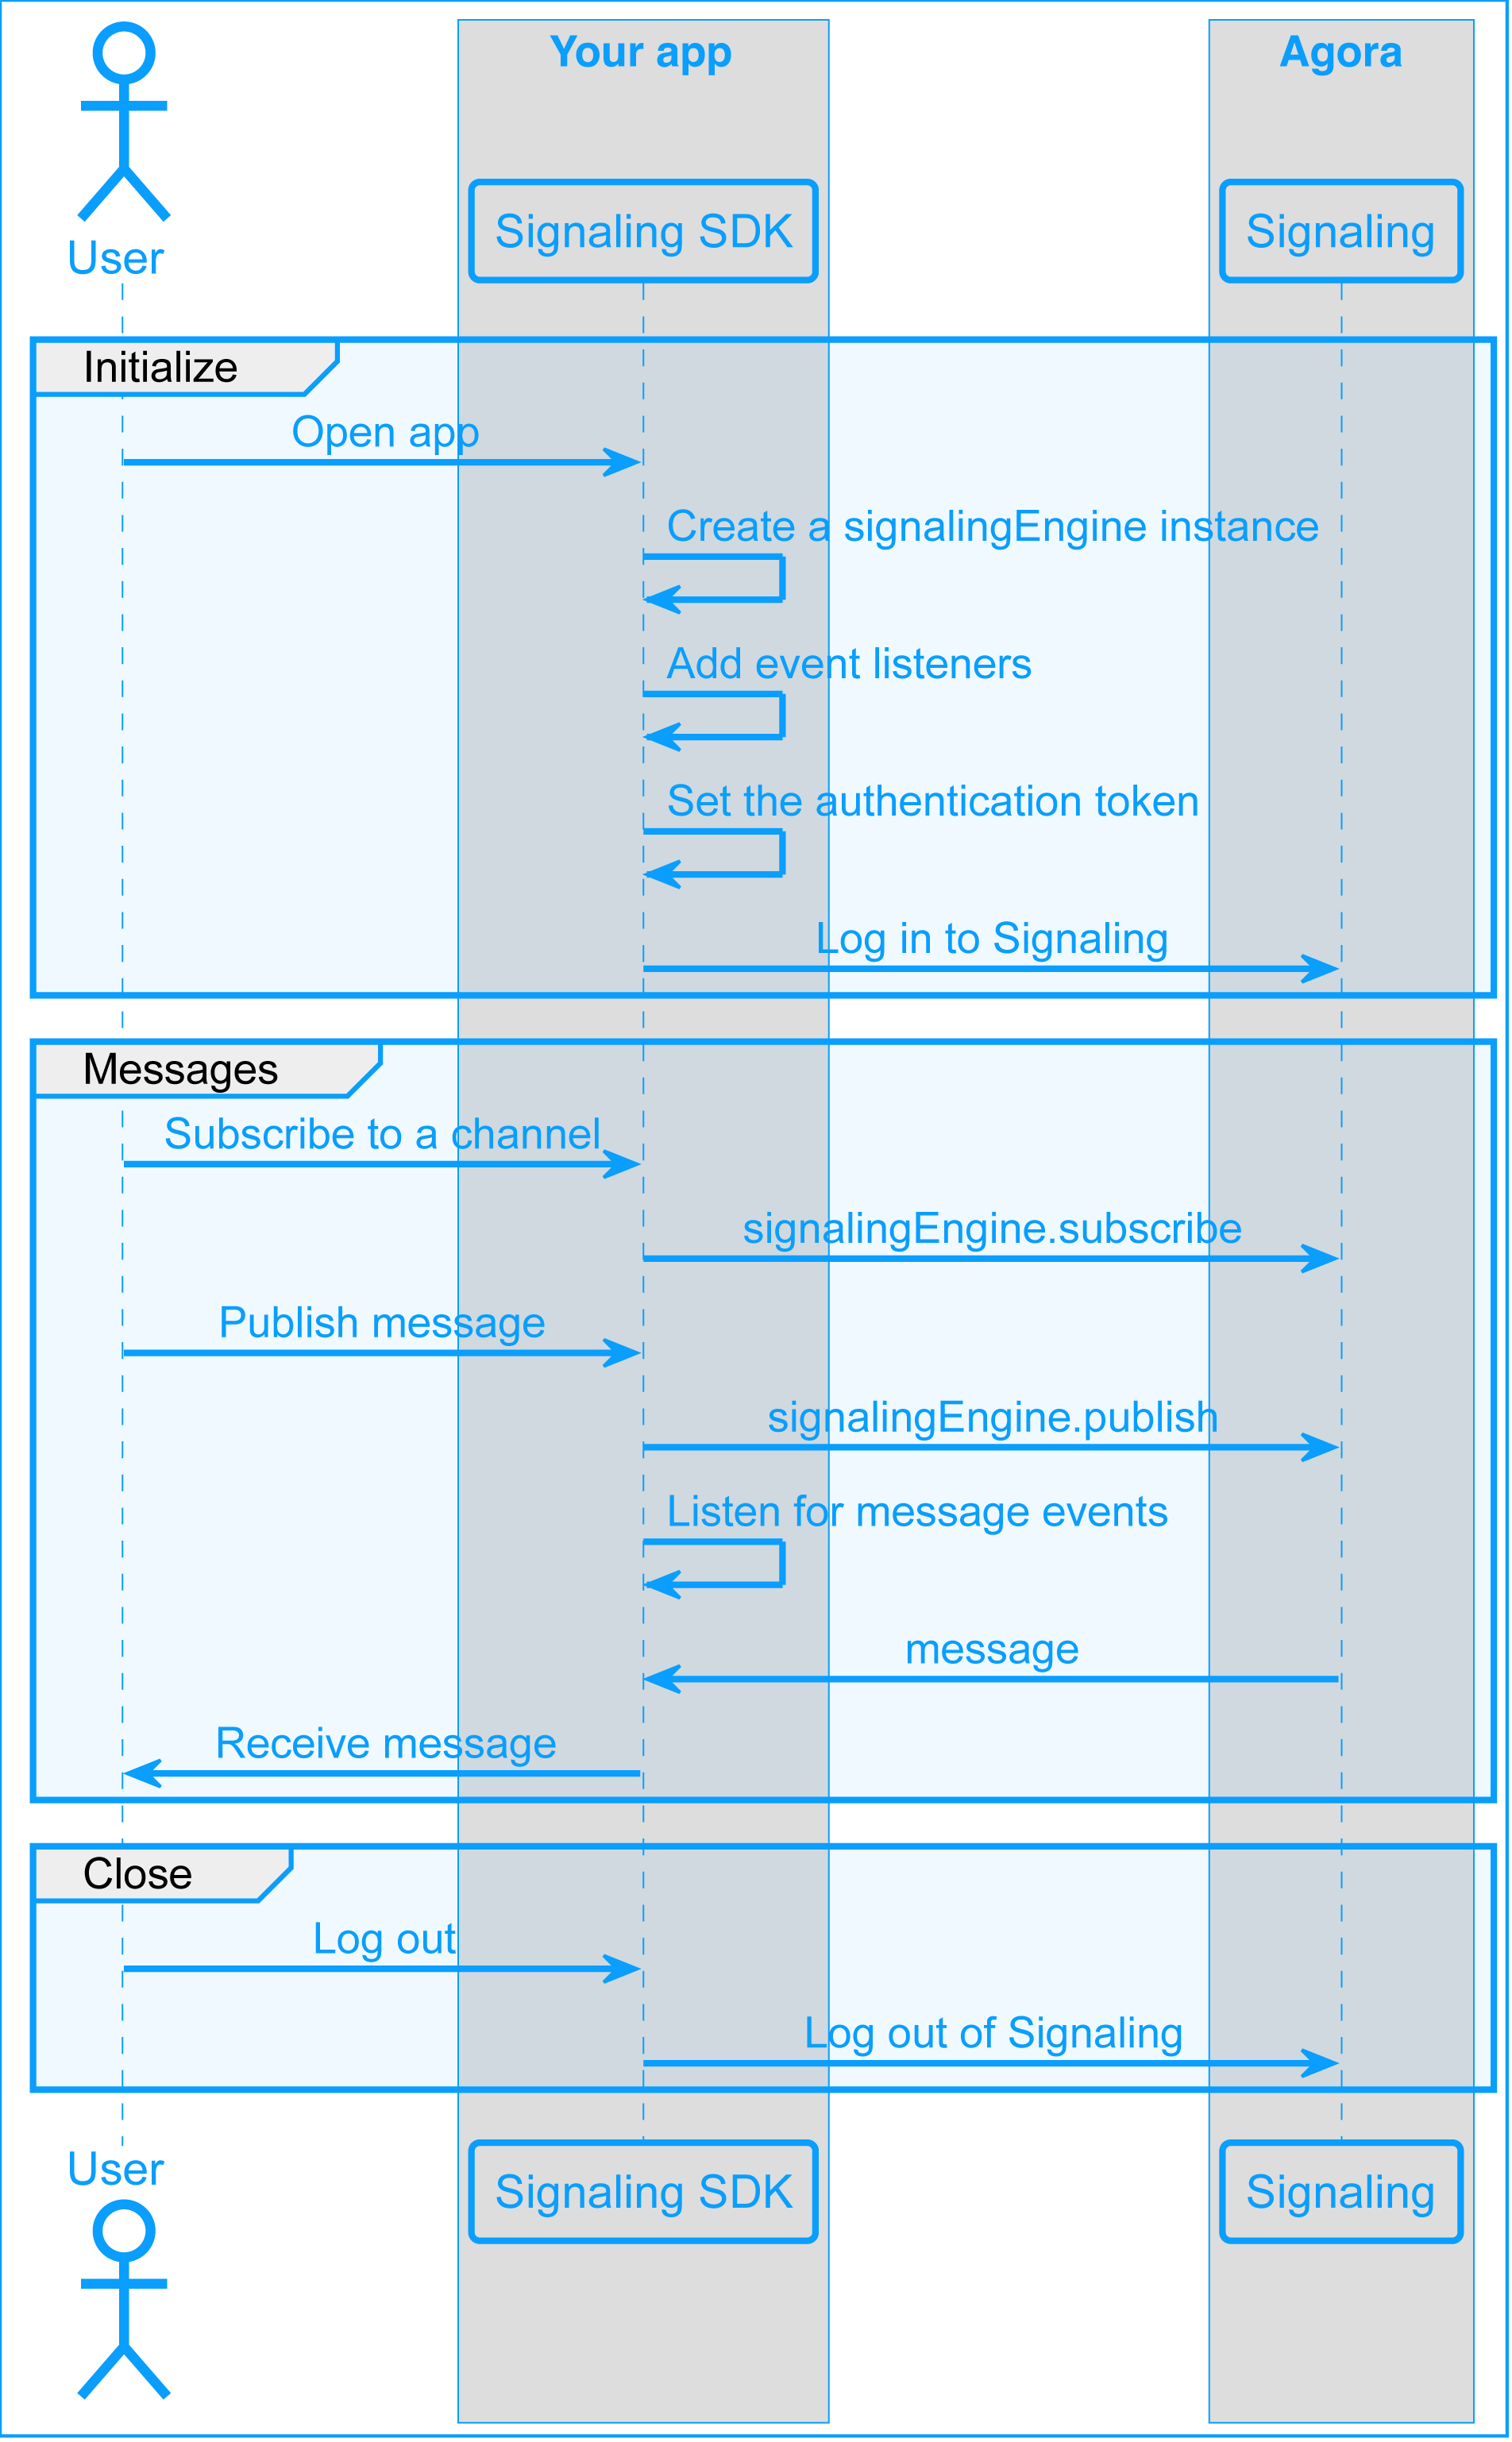 Your app
Agora
User
Signaling SDK
Signaling
Initialize
Open app
Create a signalingEngine instance
Add event listeners
Set the authentication token
Log in to Signaling
Messages
Subscribe to a channel
signalingEngine.subscribe
Publish message
signalingEngine.publish
Listen for message events
message
Receive message
Close
Log out
Log out of Signaling
User
Signaling SDK
Signaling